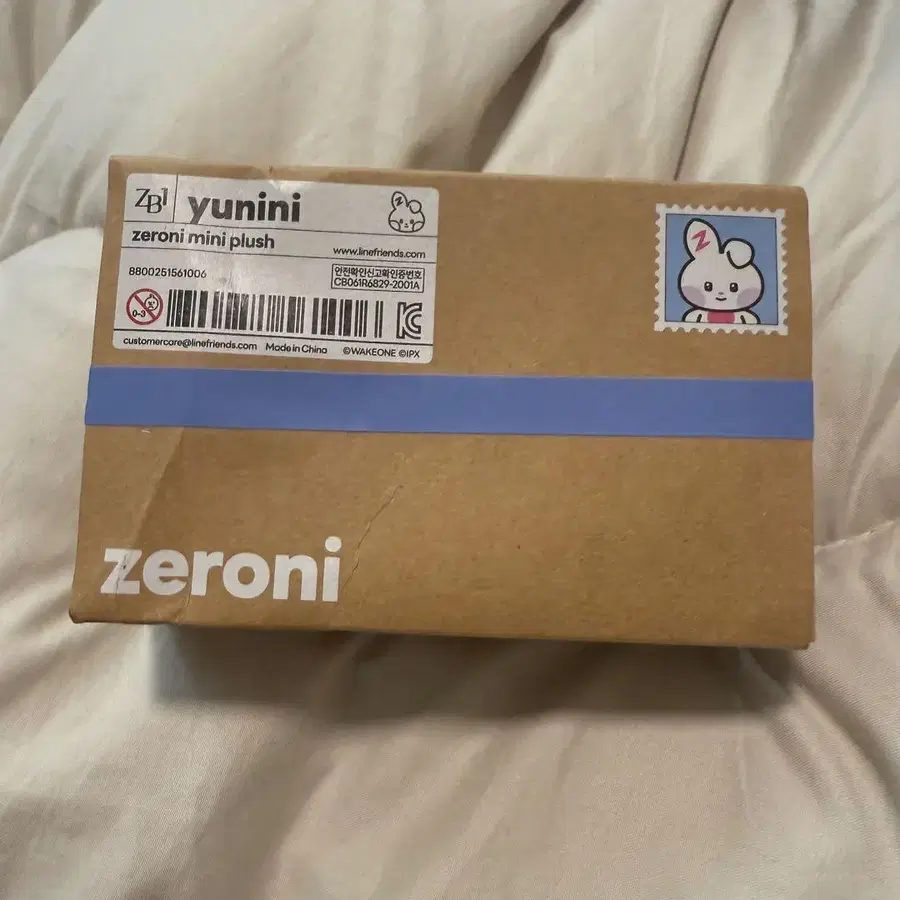 ZB1
yunini
zeroni mini plush
www.linefriends.com
8800251561006
안전확인신고확인증번호
CB061R6829-2001A
0-3
customercare@linefriends.com Made in China ©WAKEONE ©IPX
Z
zeroni